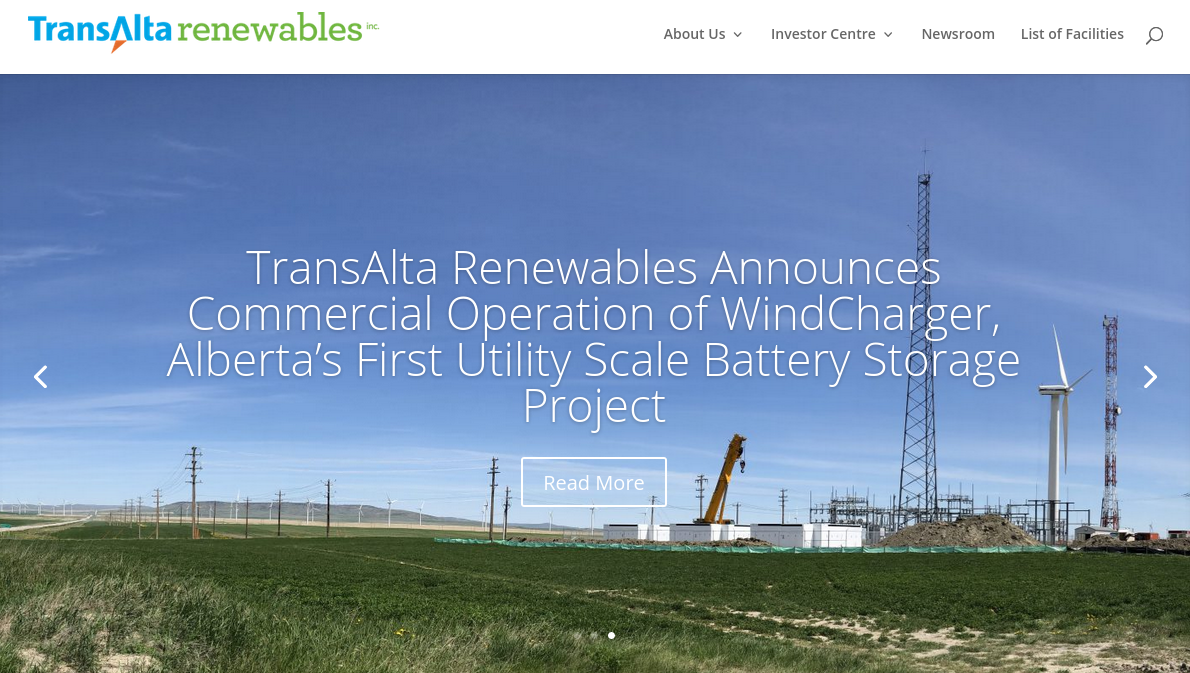 TransAlta renewables inc.
About Us
Investor Centre
Newsroom
List of Facilities
TransAlta Renewables Announces
Commercial Operation of WindCharger,
Alberta’s First Utility Scale Battery Storage
Project
Read More